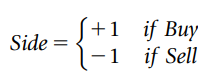 Side = { +1 if Buy
−1 if Sell